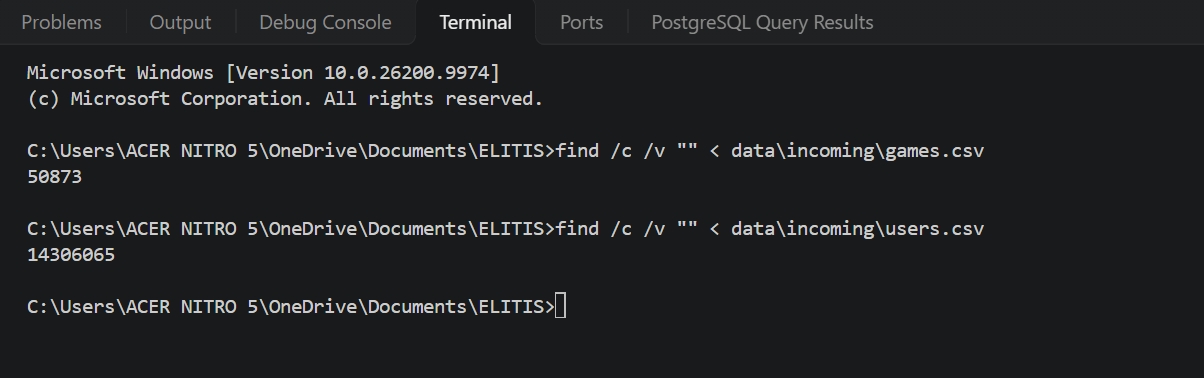 Problems Output Debug Console Terminal Ports PostgreSQL Query Results
Microsoft Windows [Version 10.0.26200.9974]
(c) Microsoft Corporation. All rights reserved.
C:\Users\ACER NITRO 5\OneDrive\Documents\ELITIS>find /c /v "" < data\incoming\games.csv
50873
C:\Users\ACER NITRO 5\OneDrive\Documents\ELITIS>find /c /v "" < data\incoming\users.csv
14306065
C:\Users\ACER NITRO 5\OneDrive\Documents\ELITIS>